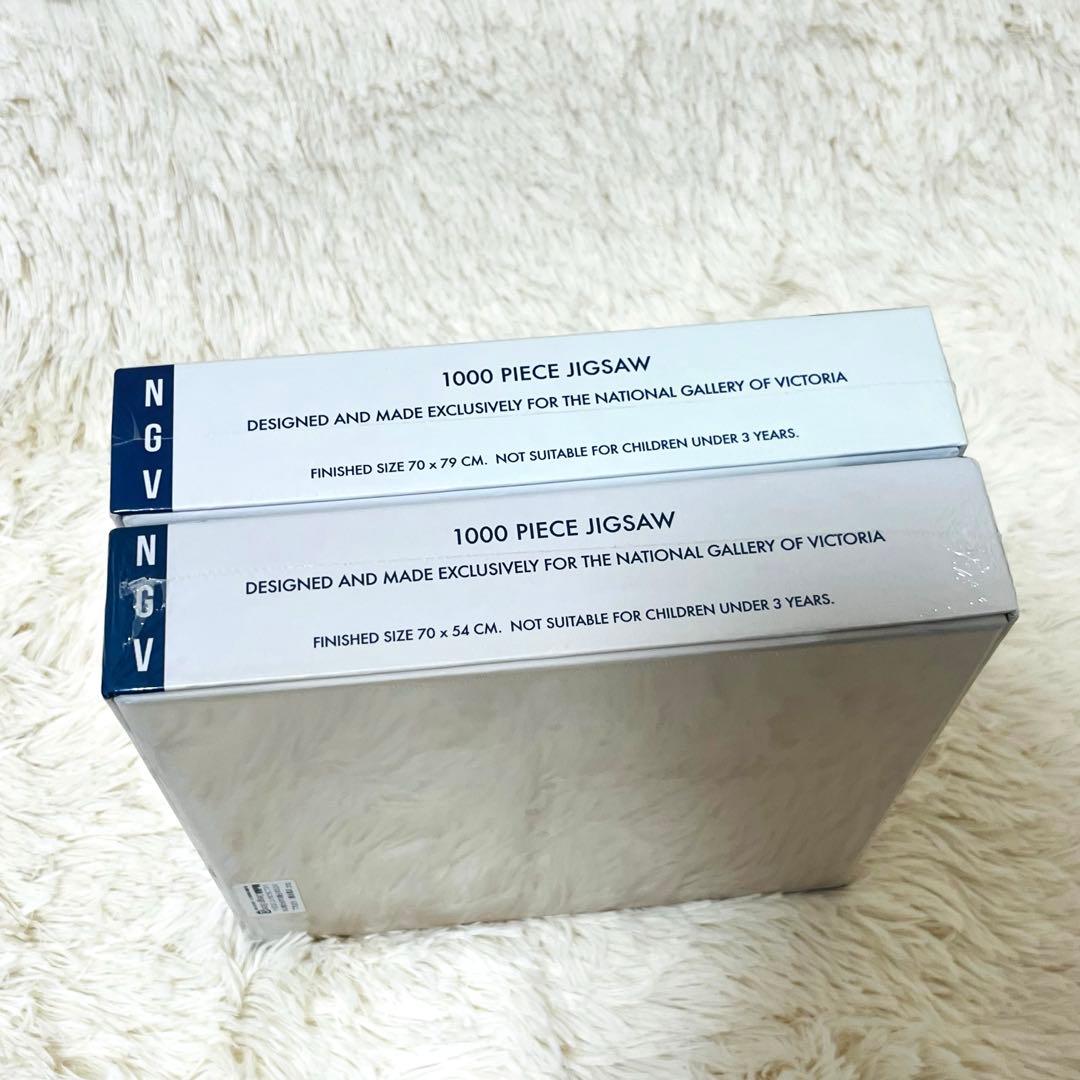 NGV
1000 PIECE JIGSAW
DESIGNED AND MADE EXCLUSIVELY FOR THE NATIONAL GALLERY OF VICTORIA
FINISHED SIZE 70 x 79 CM. NOT SUITABLE FOR CHILDREN UNDER 3 YEARS.
NGV
1000 PIECE JIGSAW
DESIGNED AND MADE EXCLUSIVELY FOR THE NATIONAL GALLERY OF VICTORIA
FINISHED SIZE 70 x 54 CM. NOT SUITABLE FOR CHILDREN UNDER 3 YEARS.